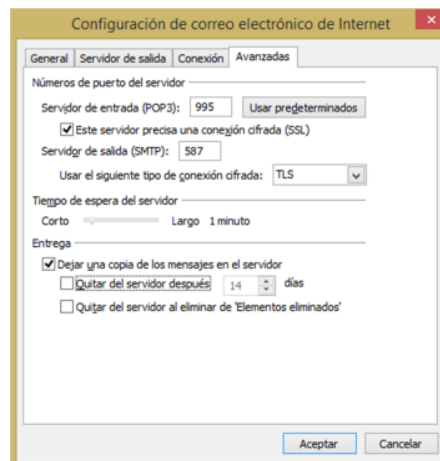 Configuración de correo electrónico de Internet
General Servidor de salida Conexión Avanzadas
Números de puerto del servidor
Servidor de entrada (POP3): 995 Usar predeterminados
Este servidor precisa una conexión cifrada (SSL)
Servidor de salida (SMTP): 587
Usar el siguiente tipo de conexión cifrada: TLS
Tiempo de espera del servidor
Corto Largo 1 minuto
Entrega
Dejar una copia de los mensajes en el servidor
Quitar del servidor después 14 días
Quitar del servidor al eliminar de 'Elementos eliminados'
Aceptar Cancelar